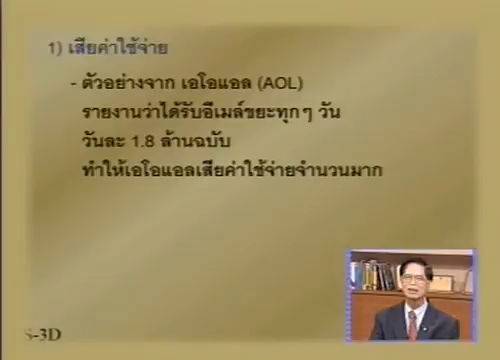 1) เสียค่าใช้จ่าย
- ตัวอย่างจาก เอโอแอล (AOL)
รายงานว่าได้รับอีเมล์ขยะทุกๆ วัน
วันละ 1.8 ล้านฉบับ
ทำให้เอโอแอลเสียค่าใช้จ่ายจำนวนมาก
S-3D